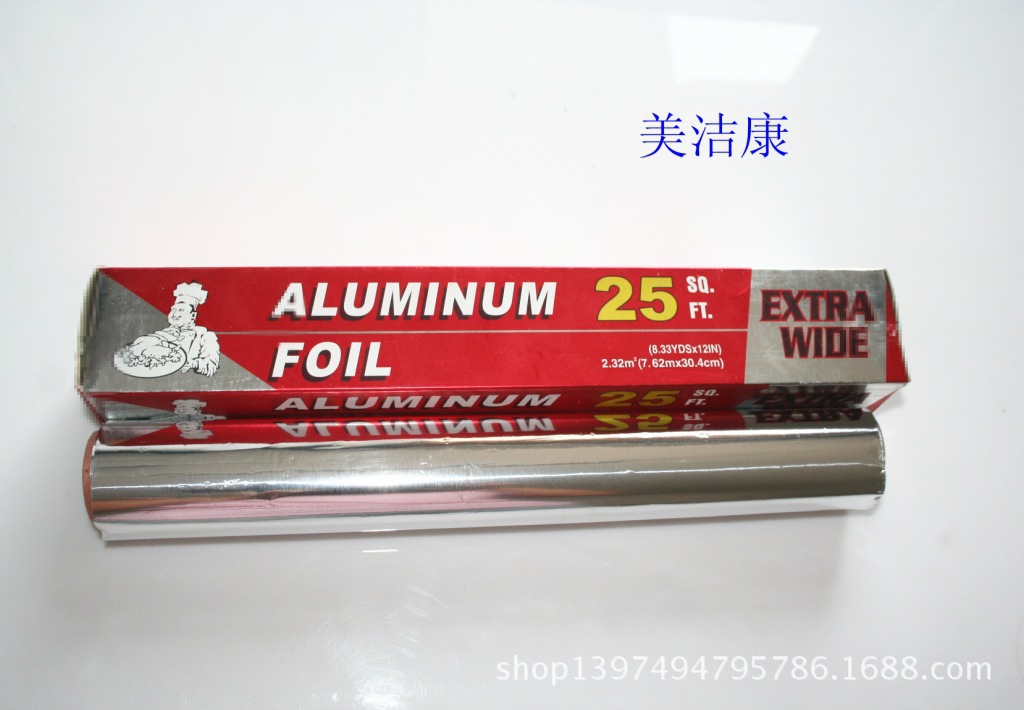 美洁康
ALUMINUM
FOIL
25 SQ. FT.
(8.33YDSx12IN)
2.32m²(7.62mx30.4cm)
EXTRA
WIDE
ALUMINUM 25 SQ. FT. EXTRA
shop1397494795786.1688.com